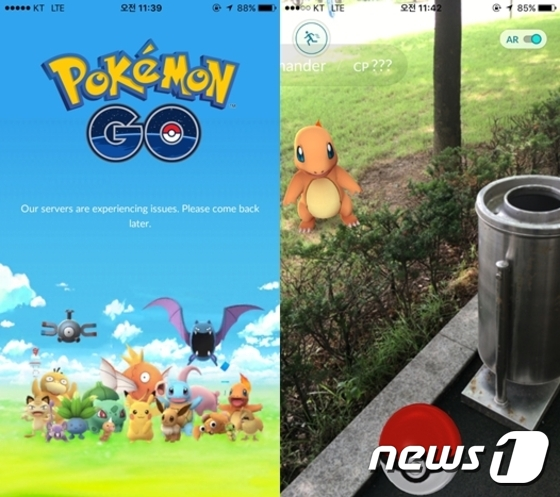 KT LTE 오전 11:39 88%
POKéMON
GO
Our servers are experiencing issues. Please come back
later.
KT LTE 오전 11:42 85%
AR
mander CP ???
news1